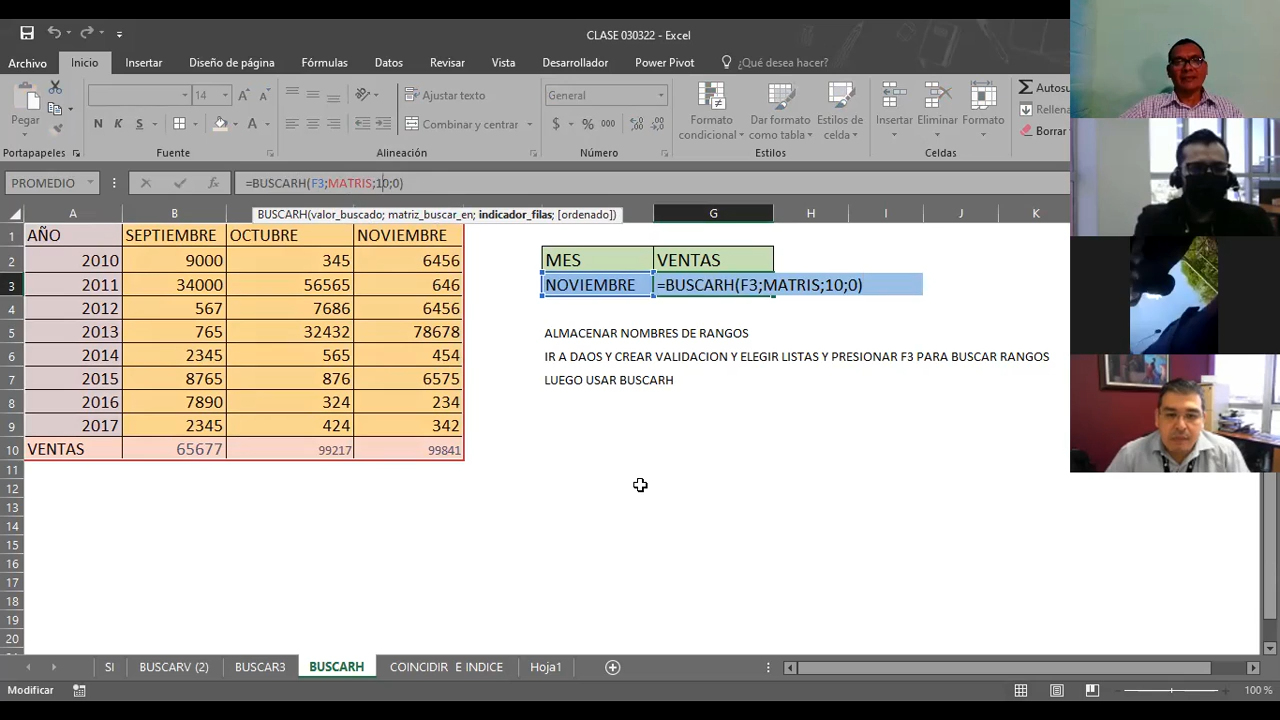 CLASE 030322 - Excel
Archivo Inicio Insertar Diseño de página Fórmulas Datos Revisar Vista Desarrollador Power Pivot ¿Qué desea hacer?
14 Ajustar texto General Autosu
Pegar N K S Combinar y centrar $ % 000 Formato condicional Dar formato como tabla Estilos de celda Insertar Eliminar Formato Rellena
Borrar
Portapapeles Fuente Alineación Número Estilos Celdas
PROMEDIO fx =BUSCARH(F3;MATRIS;10;0)
BUSCARH(valor_buscado; matriz_buscar_en; indicador_filas; [ordenado])
A B G H I J K
1 AÑO SEPTIEMBRE OCTUBRE NOVIEMBRE
2 2010 9000 345 6456 MES VENTAS
3 2011 34000 56565 646 NOVIEMBRE =BUSCARH(F3;MATRIS;10;0)
4 2012 567 7686 6456
5 2013 765 32432 78678 ALMACENAR NOMBRES DE RANGOS
6 2014 2345 565 454 IR A DAOS Y CREAR VALIDACION Y ELEGIR LISTAS Y PRESIONAR F3 PARA BUSCAR RANGOS
7 2015 8765 876 6575 LUEGO USAR BUSCARH
8 2016 7890 324 234
9 2017 2345 424 342
10 VENTAS 65677 99217 99841
11
12
13
14
15
16
17
18
19
20
SI BUSCARV (2) BUSCAR3 BUSCARH COINCIDIR E INDICE Hoja1
Modificar 100 %